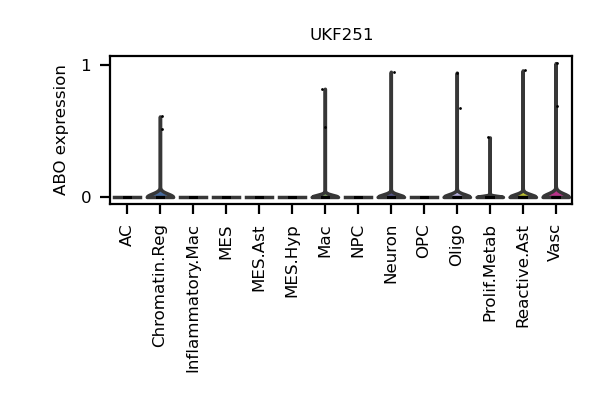 UKF251
ABO expression
1
0
AC
Chromatin.Reg
Inflammatory.Mac
MES
MES.Ast
MES.Hyp
Mac
NPC
Neuron
OPC
Oligo
Prolif.Metab
Reactive.Ast
Vasc